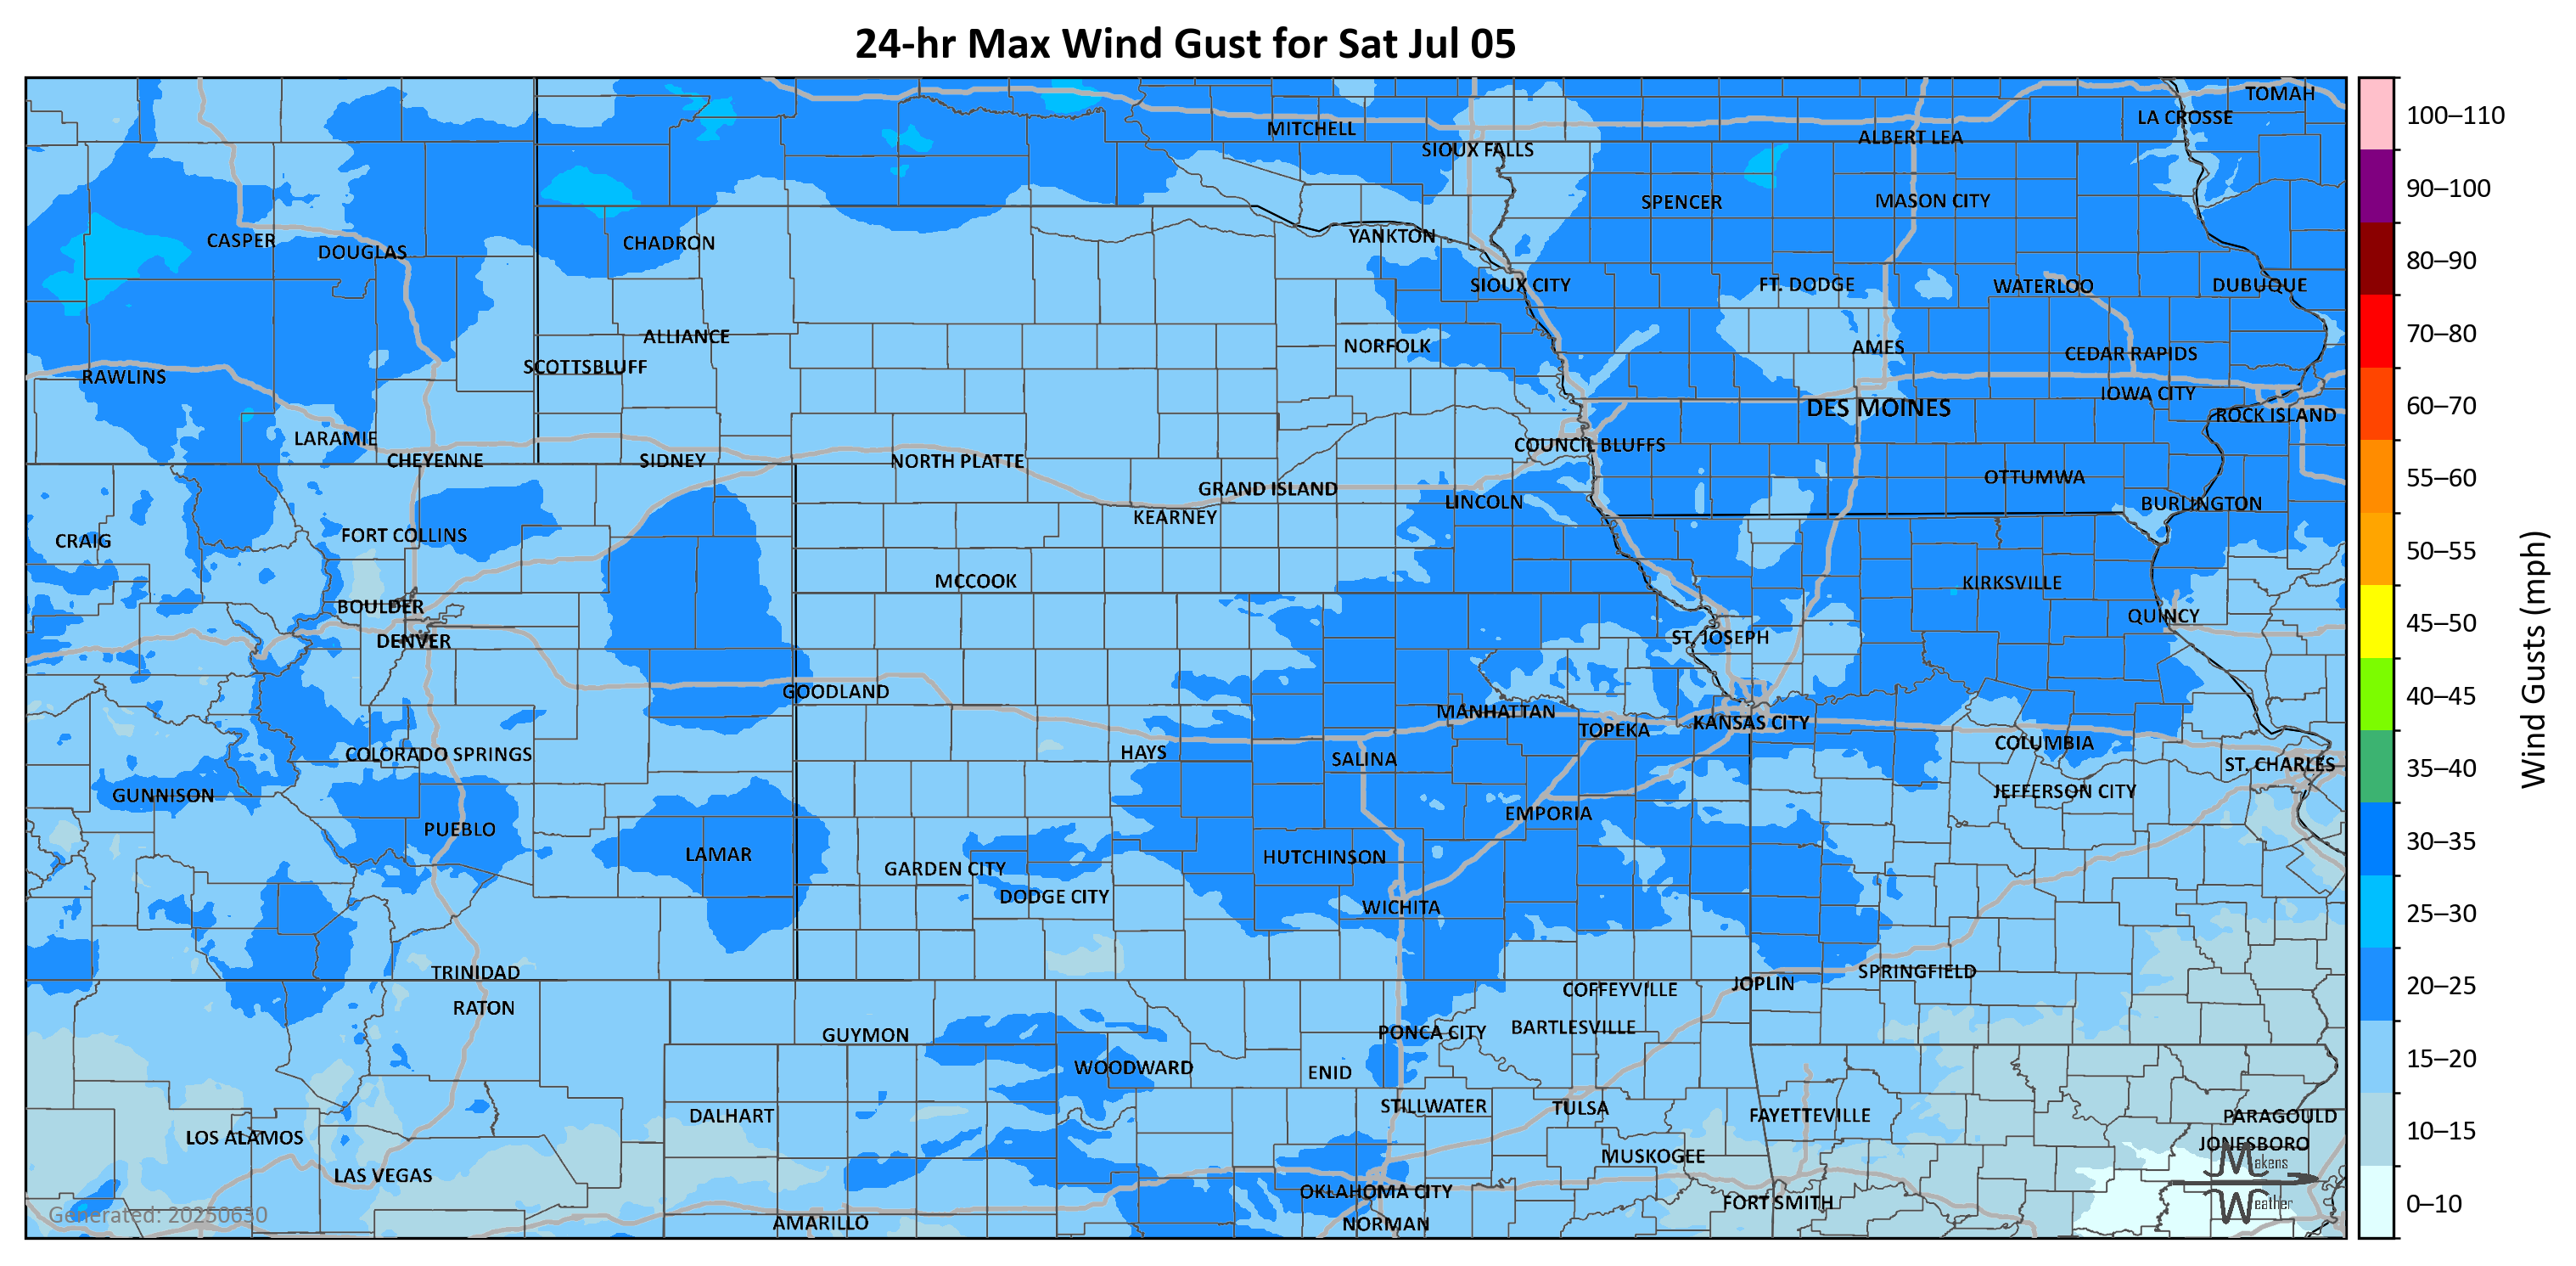 24-hr Max Wind Gust for Sat Jul 05
TOMAH
LA CROSSE
100–110
MITCHELL
ALBERT LEA
SIOUX FALLS
90–100
SPENCER
MASON CITY
CASPER
DOUGLAS
CHADRON
YANKTON
80–90
SIOUX CITY
FT. DODGE
WATERLOO
DUBUQUE
ALLIANCE
NORFOLK
AMES
CEDAR RAPIDS
70–80
SCOTTSBLUFF
RAWLINS
IOWA CITY
DES MOINES
ROCK ISLAND
60–70
LARAMIE
CHEYENNE
SIDNEY
NORTH PLATTE
COUNCIL BLUFFS
OTTUMWA
55–60
GRAND ISLAND
LINCOLN
BURLINGTON
KEARNEY
CRAIG
FORT COLLINS
50–55
MCCOOK
KIRKSVILLE
BOULDER
QUINCY
45–50
DENVER
ST. JOSEPH
GOODLAND
40–45
MANHATTAN
TOPEKA
KANSAS CITY
COLUMBIA
COLORADO SPRINGS
HAYS
SALINA
ST. CHARLES
35–40
GUNNISON
JEFFERSON CITY
EMPORIA
PUEBLO
30–35
LAMAR
HUTCHINSON
GARDEN CITY
DODGE CITY
WICHITA
25–30
TRINIDAD
SPRINGFIELD
JOPLIN
COFFEYVILLE
20–25
RATON
GUYMON
PONCA CITY
BARTLESVILLE
WOODWARD
ENID
15–20
DALHART
STILLWATER
TULSA
FAYETTEVILLE
PARAGOULD
LOS ALAMOS
JONESBORO
10–15
MUSKOGEE
LAS VEGAS
Makens
OKLAHOMA CITY
FORT SMITH
Weather
0–10
Generated: 20250630
AMARILLO
NORMAN
Wind Gusts (mph)